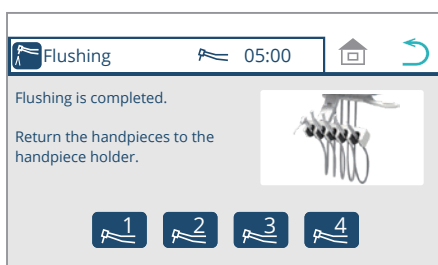 Flushing 05:00
Flushing is completed.
Return the handpieces to the
handpiece holder.
1 2 3 4